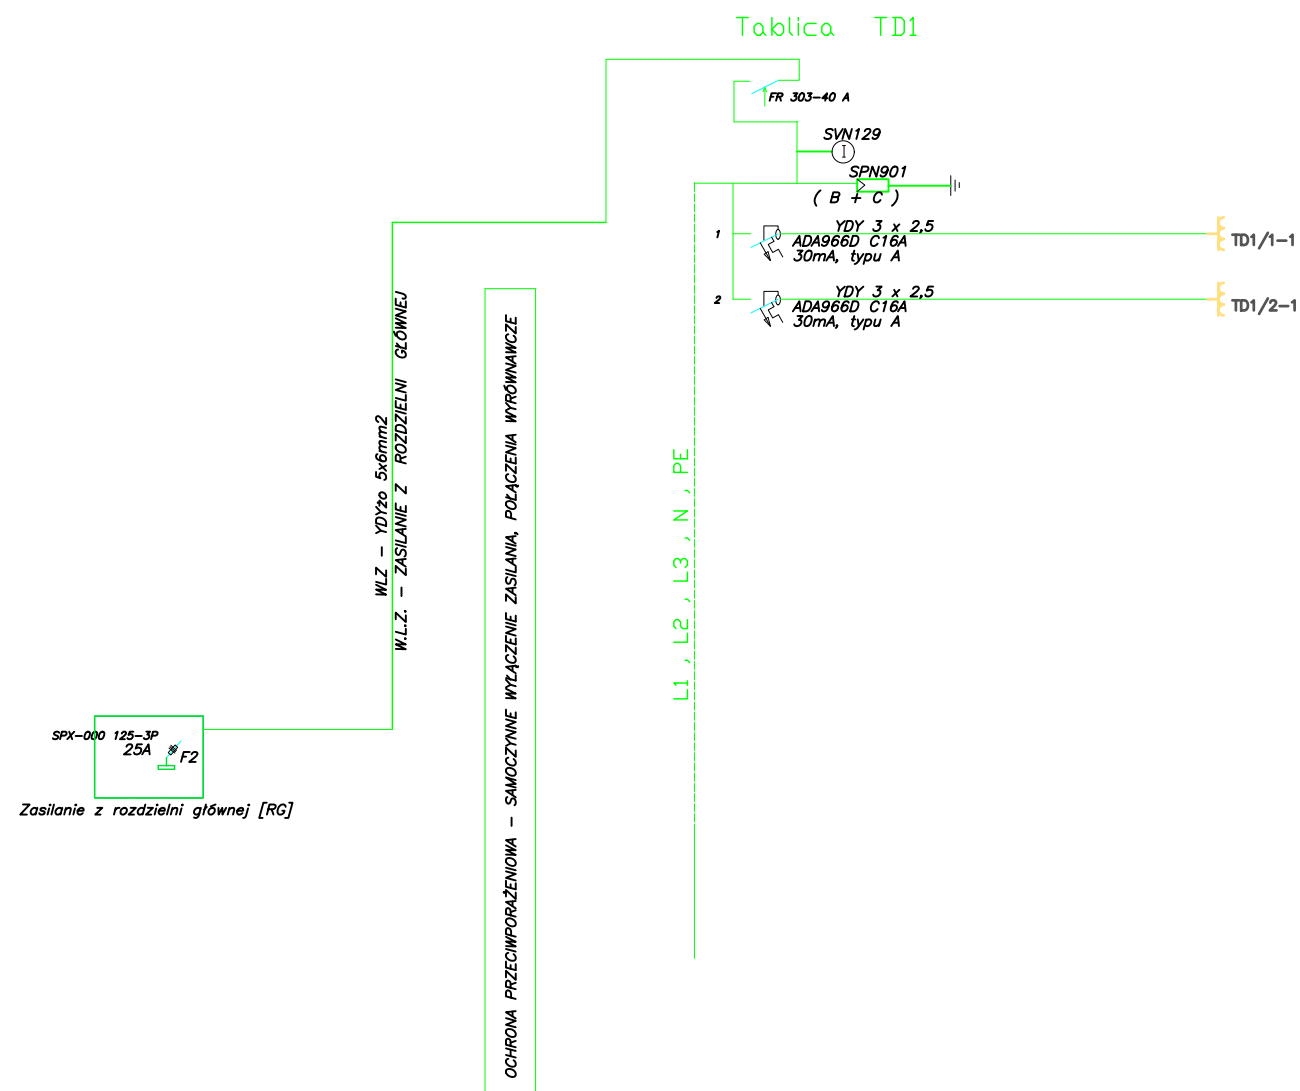 Tablica TD1
FR 303-40 A
SVN129
SPN901
( B + C )
1
YDY 3 x 2,5
ADA966D C16A
30mA, typu A
TD1/1-1
2
YDY 3 x 2,5
ADA966D C16A
30mA, typu A
TD1/2-1
WLZ - YDYżo 5x6mm2
W.L.Z. - ZASILANIE Z ROZDZIELNI GŁÓWNEJ
OCHRONA PRZECIWPORAŻENIOWA - SAMOCZYNNE WYŁĄCZENIE ZASILANIA, POŁĄCZENIA WYRÓWNAWCZE
L1 , L2 , L3 , N , PE
SPX-000 125-3P
25A
F2
Zasilanie z rozdzielni głównej [RG]